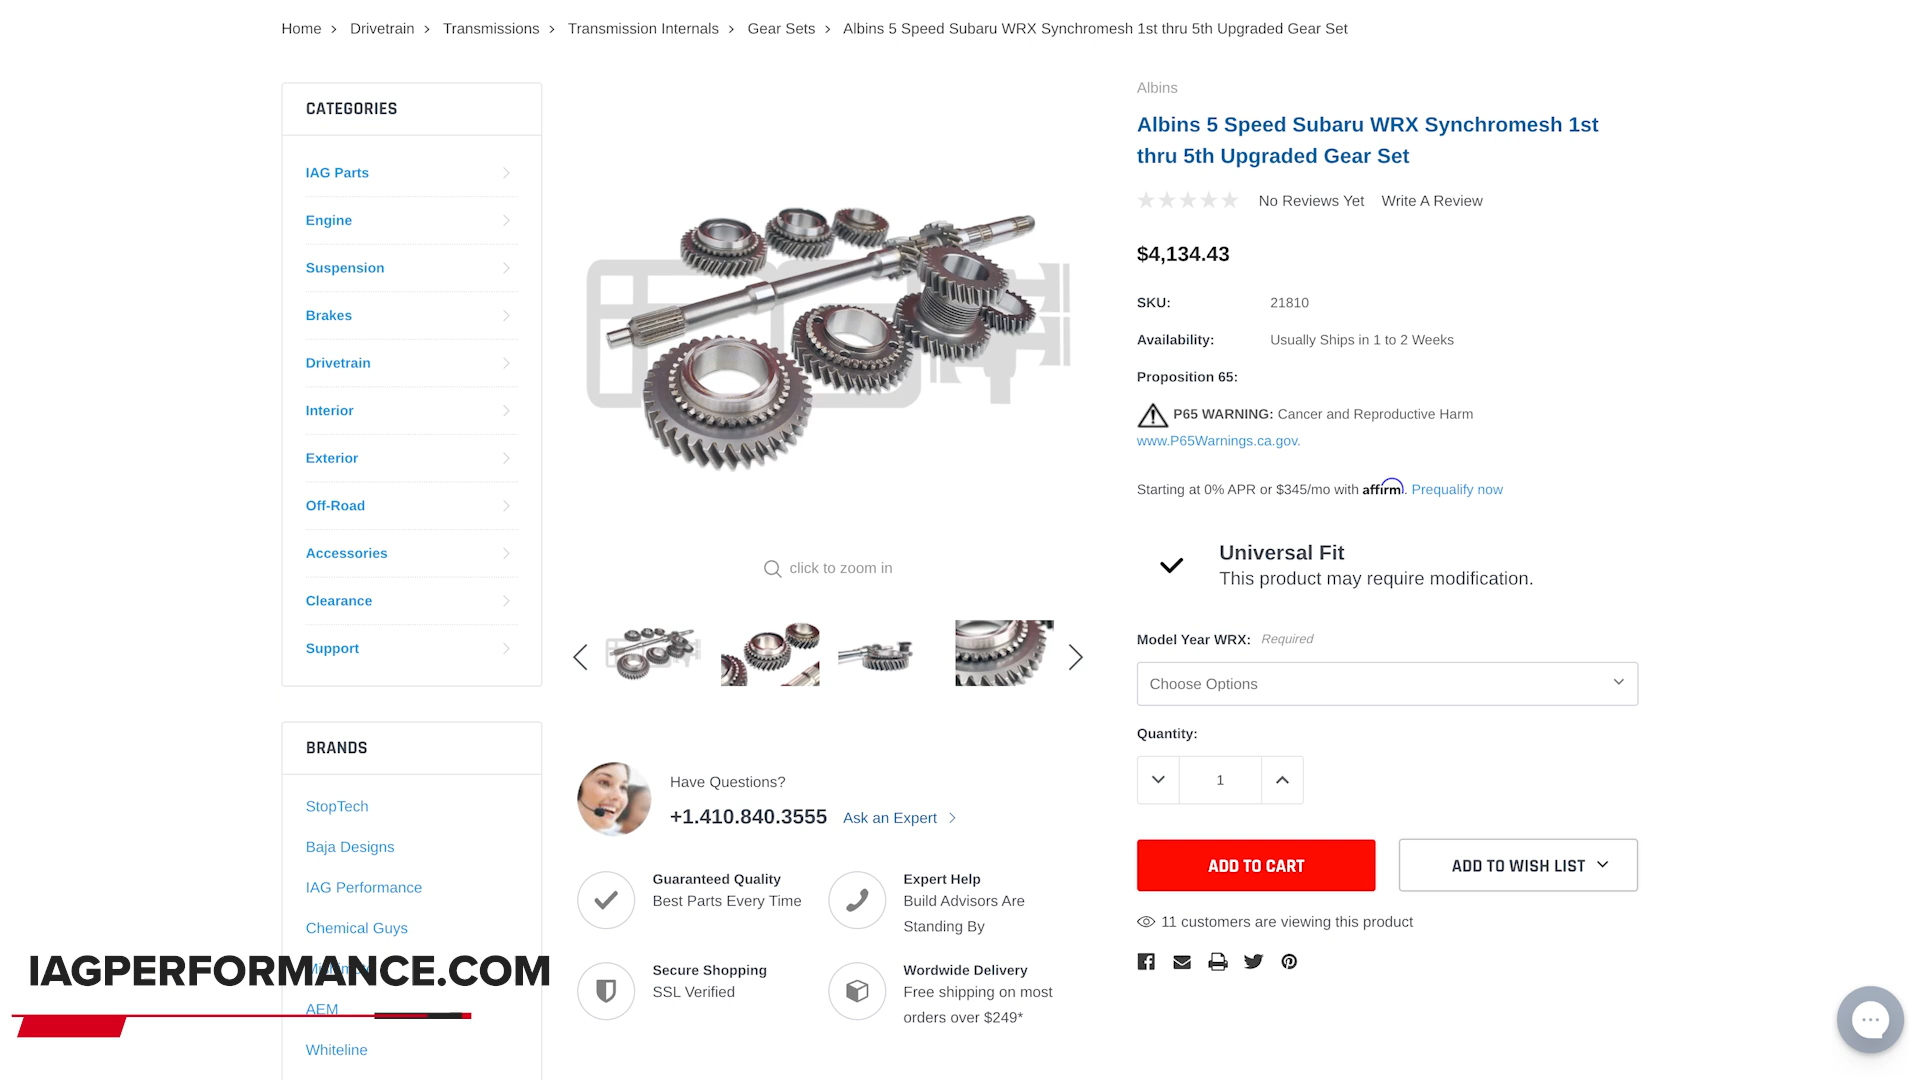 Home
Drivetrain
Transmissions
Transmission Internals
Gear Sets
Albins 5 Speed Subaru WRX Synchromesh 1st thru 5th Upgraded Gear Set
CATEGORIES
IAG Parts
Engine
Suspension
Brakes
Drivetrain
Interior
Exterior
Off-Road
Accessories
Clearance
Support
BRANDS
StopTech
Baja Designs
IAG Performance
Chemical Guys
AEM
Whiteline
IAGPERFORMANCE.COM
click to zoom in
Have Questions?
+1.410.840.3555 Ask an Expert
Guaranteed Quality
Best Parts Every Time
Expert Help
Build Advisors Are
Standing By
Secure Shopping
SSL Verified
Wordwide Delivery
Free shipping on most
orders over $249*
Albins
Albins 5 Speed Subaru WRX Synchromesh 1st
thru 5th Upgraded Gear Set
No Reviews Yet Write A Review
$4,134.43
SKU: 21810
Availability: Usually Ships in 1 to 2 Weeks
Proposition 65:
P65 WARNING: Cancer and Reproductive Harm
www.P65Warnings.ca.gov.
Starting at 0% APR or $345/mo with affirm. Prequalify now
Universal Fit
This product may require modification.
Model Year WRX: Required
Choose Options
Quantity:
1
ADD TO CART
ADD TO WISH LIST
11 customers are viewing this product